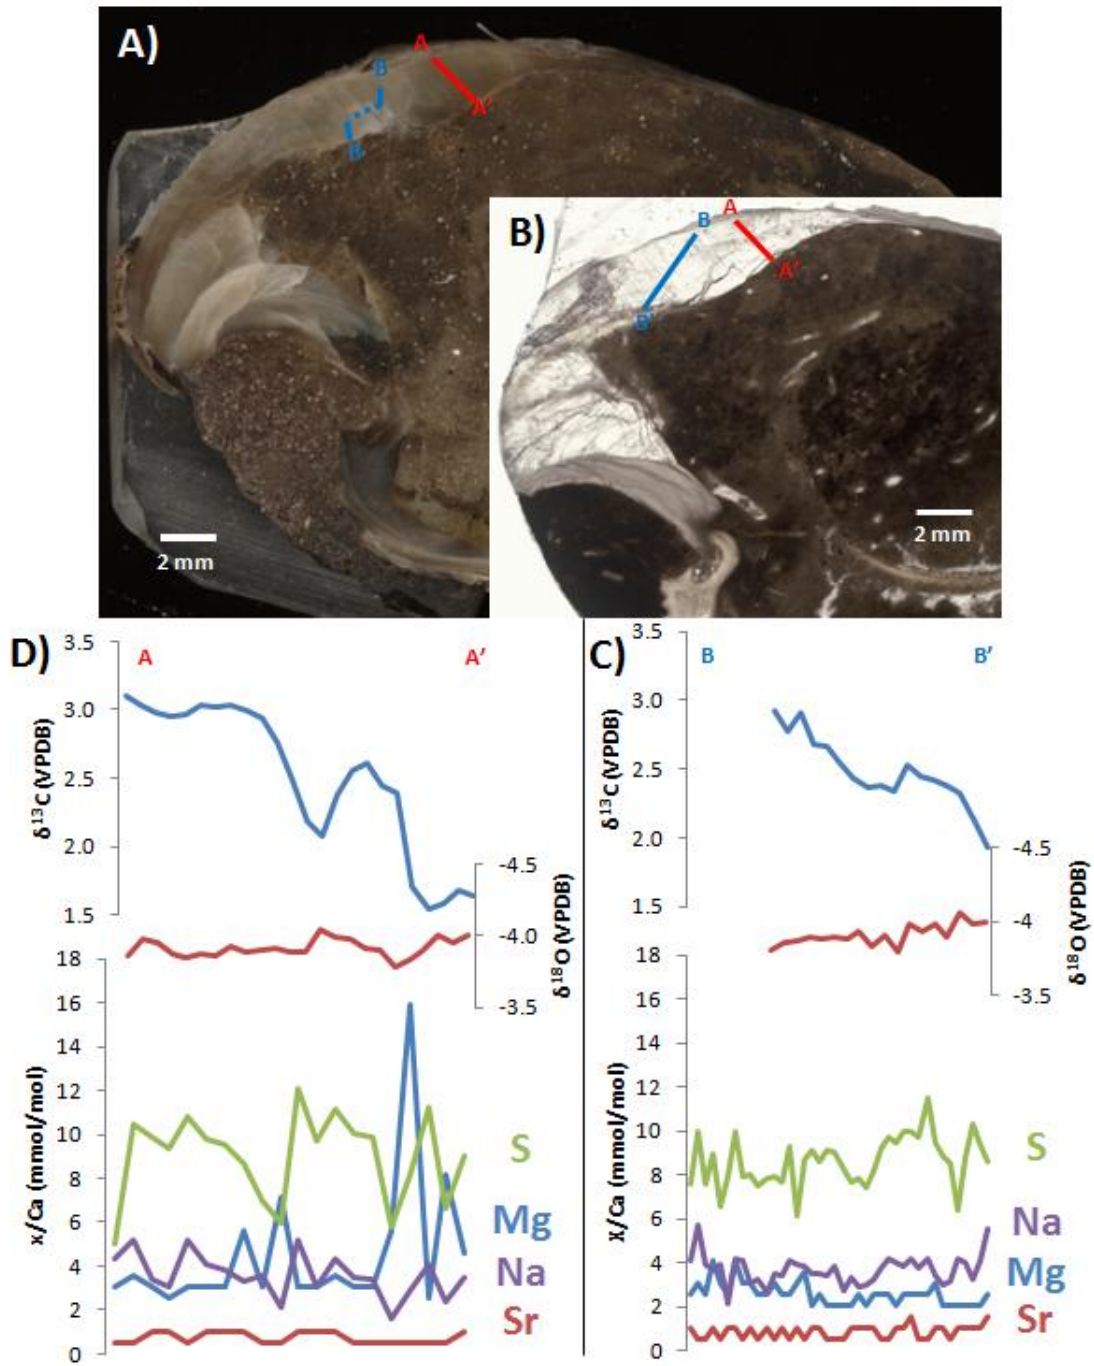 A)
A
B
A'
B'
2 mm
B)
B
A
A'
B'
2 mm
D)
A
A'
3.5
3.0
2.5
2.0
1.5
δ¹³C (VPDB)
-4.5
-4.0
-3.5
δ¹⁸O (VPDB)
18
16
14
12
10
8
6
4
2
0
x/Ca (mmol/mol)
S
Mg
Na
Sr
C)
B
B'
3.5
3.0
2.5
2.0
1.5
δ¹³C (VPDB)
-4.5
-4
-3.5
δ¹⁸O (VPDB)
18
16
14
12
10
8
6
4
2
0
X/Ca (mmol/mol)
S
Na
Mg
Sr